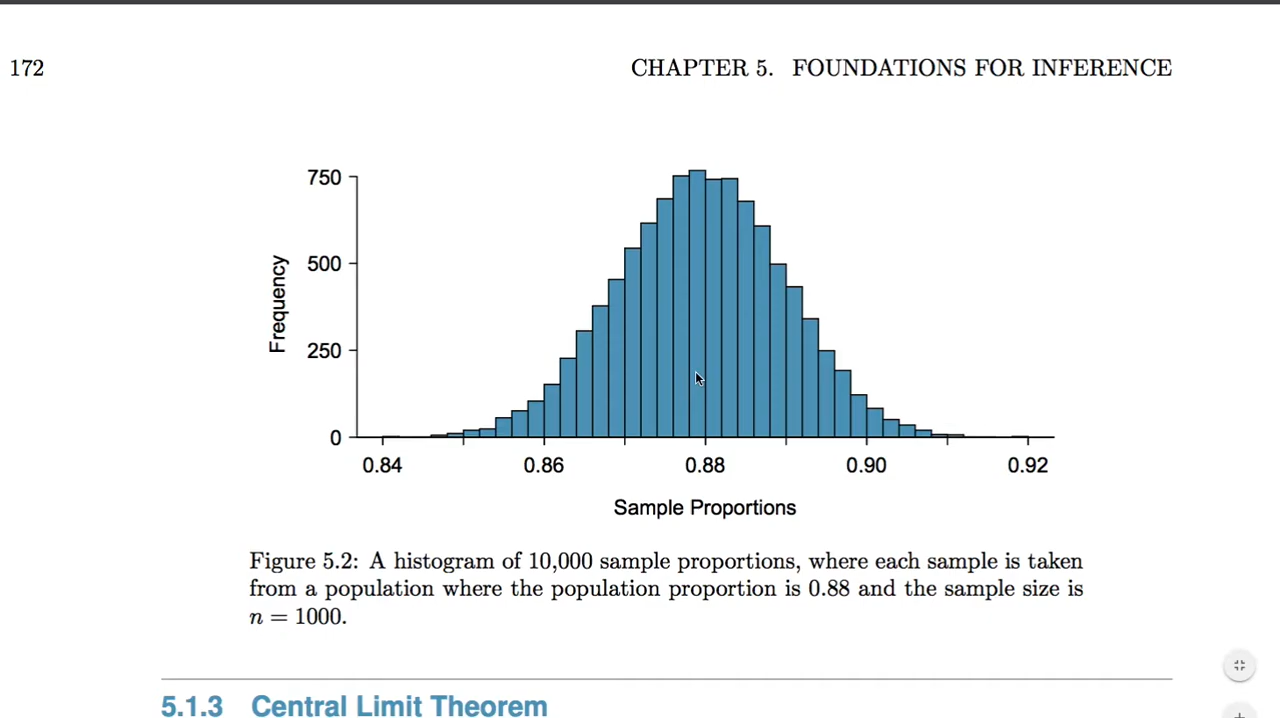 172
CHAPTER 5. FOUNDATIONS FOR INFERENCE
750
500
250
0
Frequency
0.84 0.86 0.88 0.90 0.92
Sample Proportions
Figure 5.2: A histogram of 10,000 sample proportions, where each sample is taken
from a population where the population proportion is 0.88 and the sample size is
n = 1000.
5.1.3 Central Limit Theorem